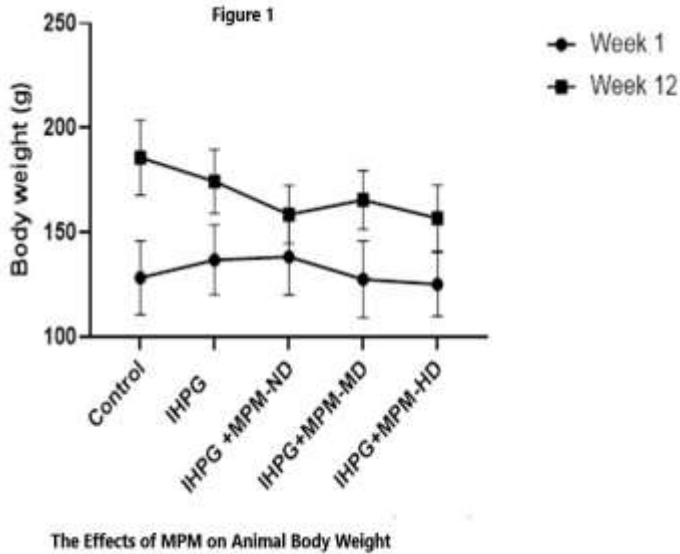 Figure 1
250
200
150
100
Body weight (g)
Week 1
Week 12
Control
IHPG
IHPG +MPM-ND
IHPG+MPM-MD
IHPG+MPM-HD
The Effects of MPM on Animal Body Weight